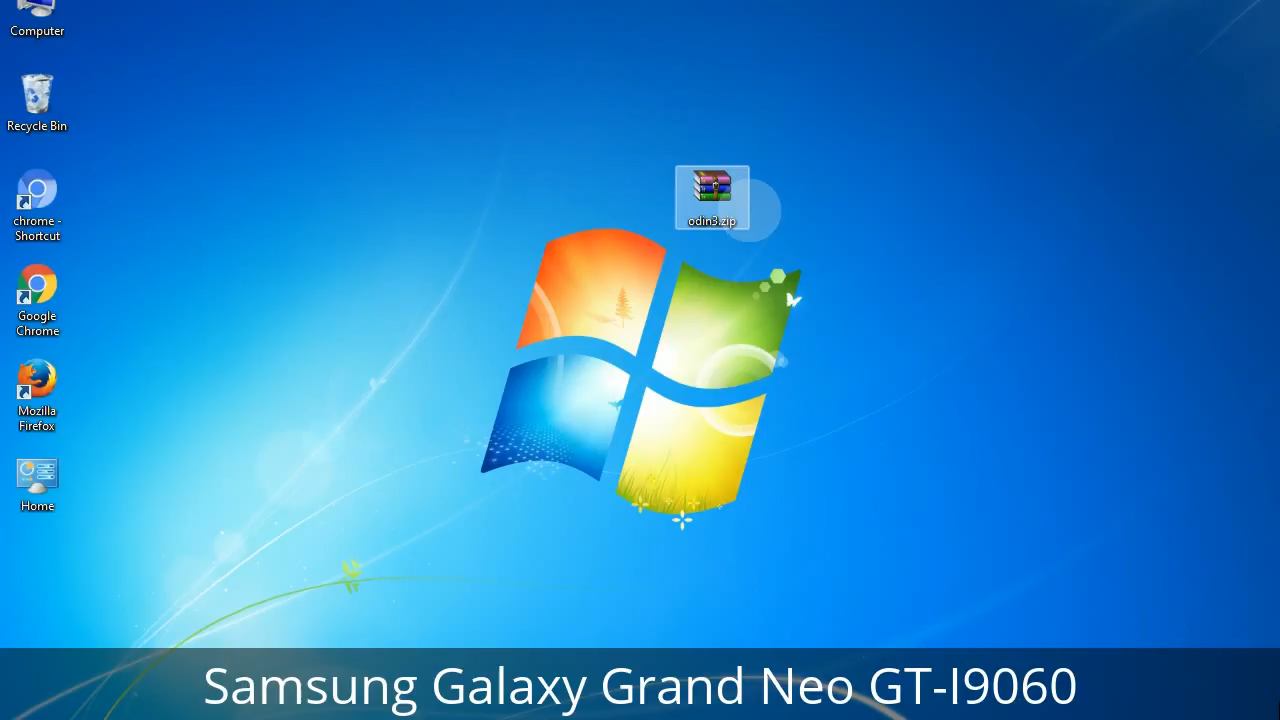 Computer
Recycle Bin
chrome -
Shortcut
Google
Chrome
Mozilla
Firefox
Home
odin3.zip
Samsung Galaxy Grand Neo GT-I9060